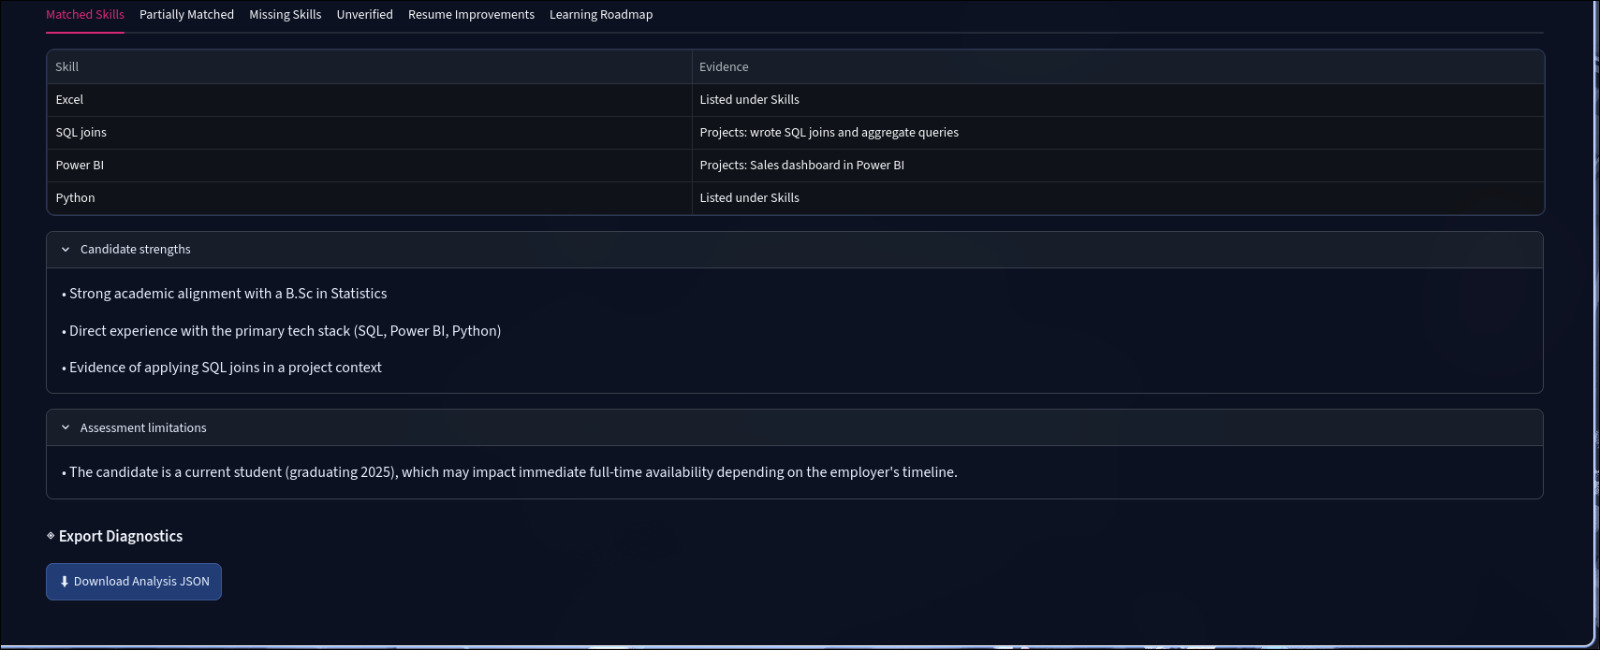 Matched Skills Partially Matched Missing Skills Unverified Resume Improvements Learning Roadmap
Skill Evidence
Excel Listed under Skills
SQL joins Projects: wrote SQL joins and aggregate queries
Power BI Projects: Sales dashboard in Power BI
Python Listed under Skills
Candidate strengths
• Strong academic alignment with a B.Sc in Statistics
• Direct experience with the primary tech stack (SQL, Power BI, Python)
• Evidence of applying SQL joins in a project context
Assessment limitations
• The candidate is a current student (graduating 2025), which may impact immediate full-time availability depending on the employer's timeline.
Export Diagnostics
Download Analysis JSON